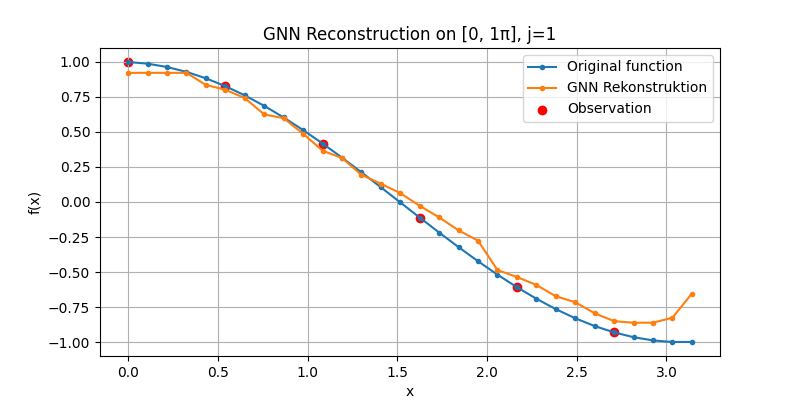 GNN Reconstruction on [0, 1π], j=1
Original function
GNN Rekonstruktion
Observation
1.00
0.75
0.50
0.25
0.00
−0.25
−0.50
−0.75
−1.00
f(x)
0.0 0.5 1.0 1.5 2.0 2.5 3.0
x